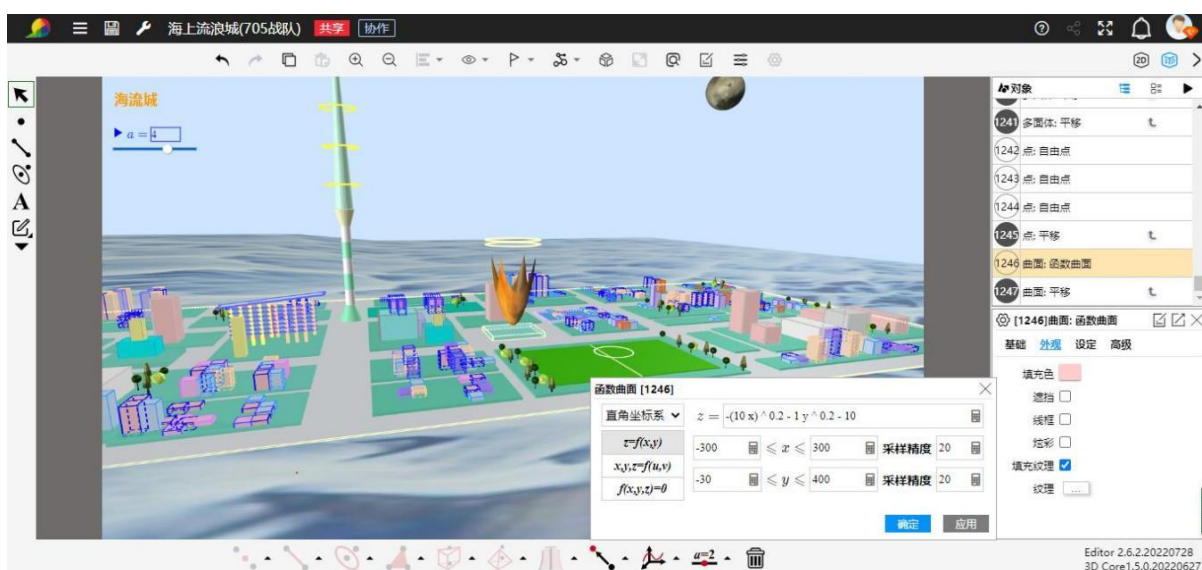 海上流浪城(705战队) 共享 协作
2D
海流城
a = 4
A
对象
1241 多面体: 平移
1242 点: 自由点
1243 点: 自由点
1244 点: 自由点
1245 点: 平移
1246 曲面: 函数曲面
1247 曲面: 平移
[1246]曲面: 函数曲面
基础 外观 设定 高级
填充色
遮挡
线框
炫彩
填充纹理
纹理 ...
函数曲面 [1246]
直角坐标系 z = -(10 x) ^ 0.2 - 1 y ^ 0.2 - 10
z=f(x,y)
x,y,z=f(u,v)
f(x,y,z)=0
-300 ⩽ x ⩽ 300 采样精度 20
-30 ⩽ y ⩽ 400 采样精度 20
确定 应用
a=2
Editor 2.6.2.20220728
3D Core1.5.0.20220627